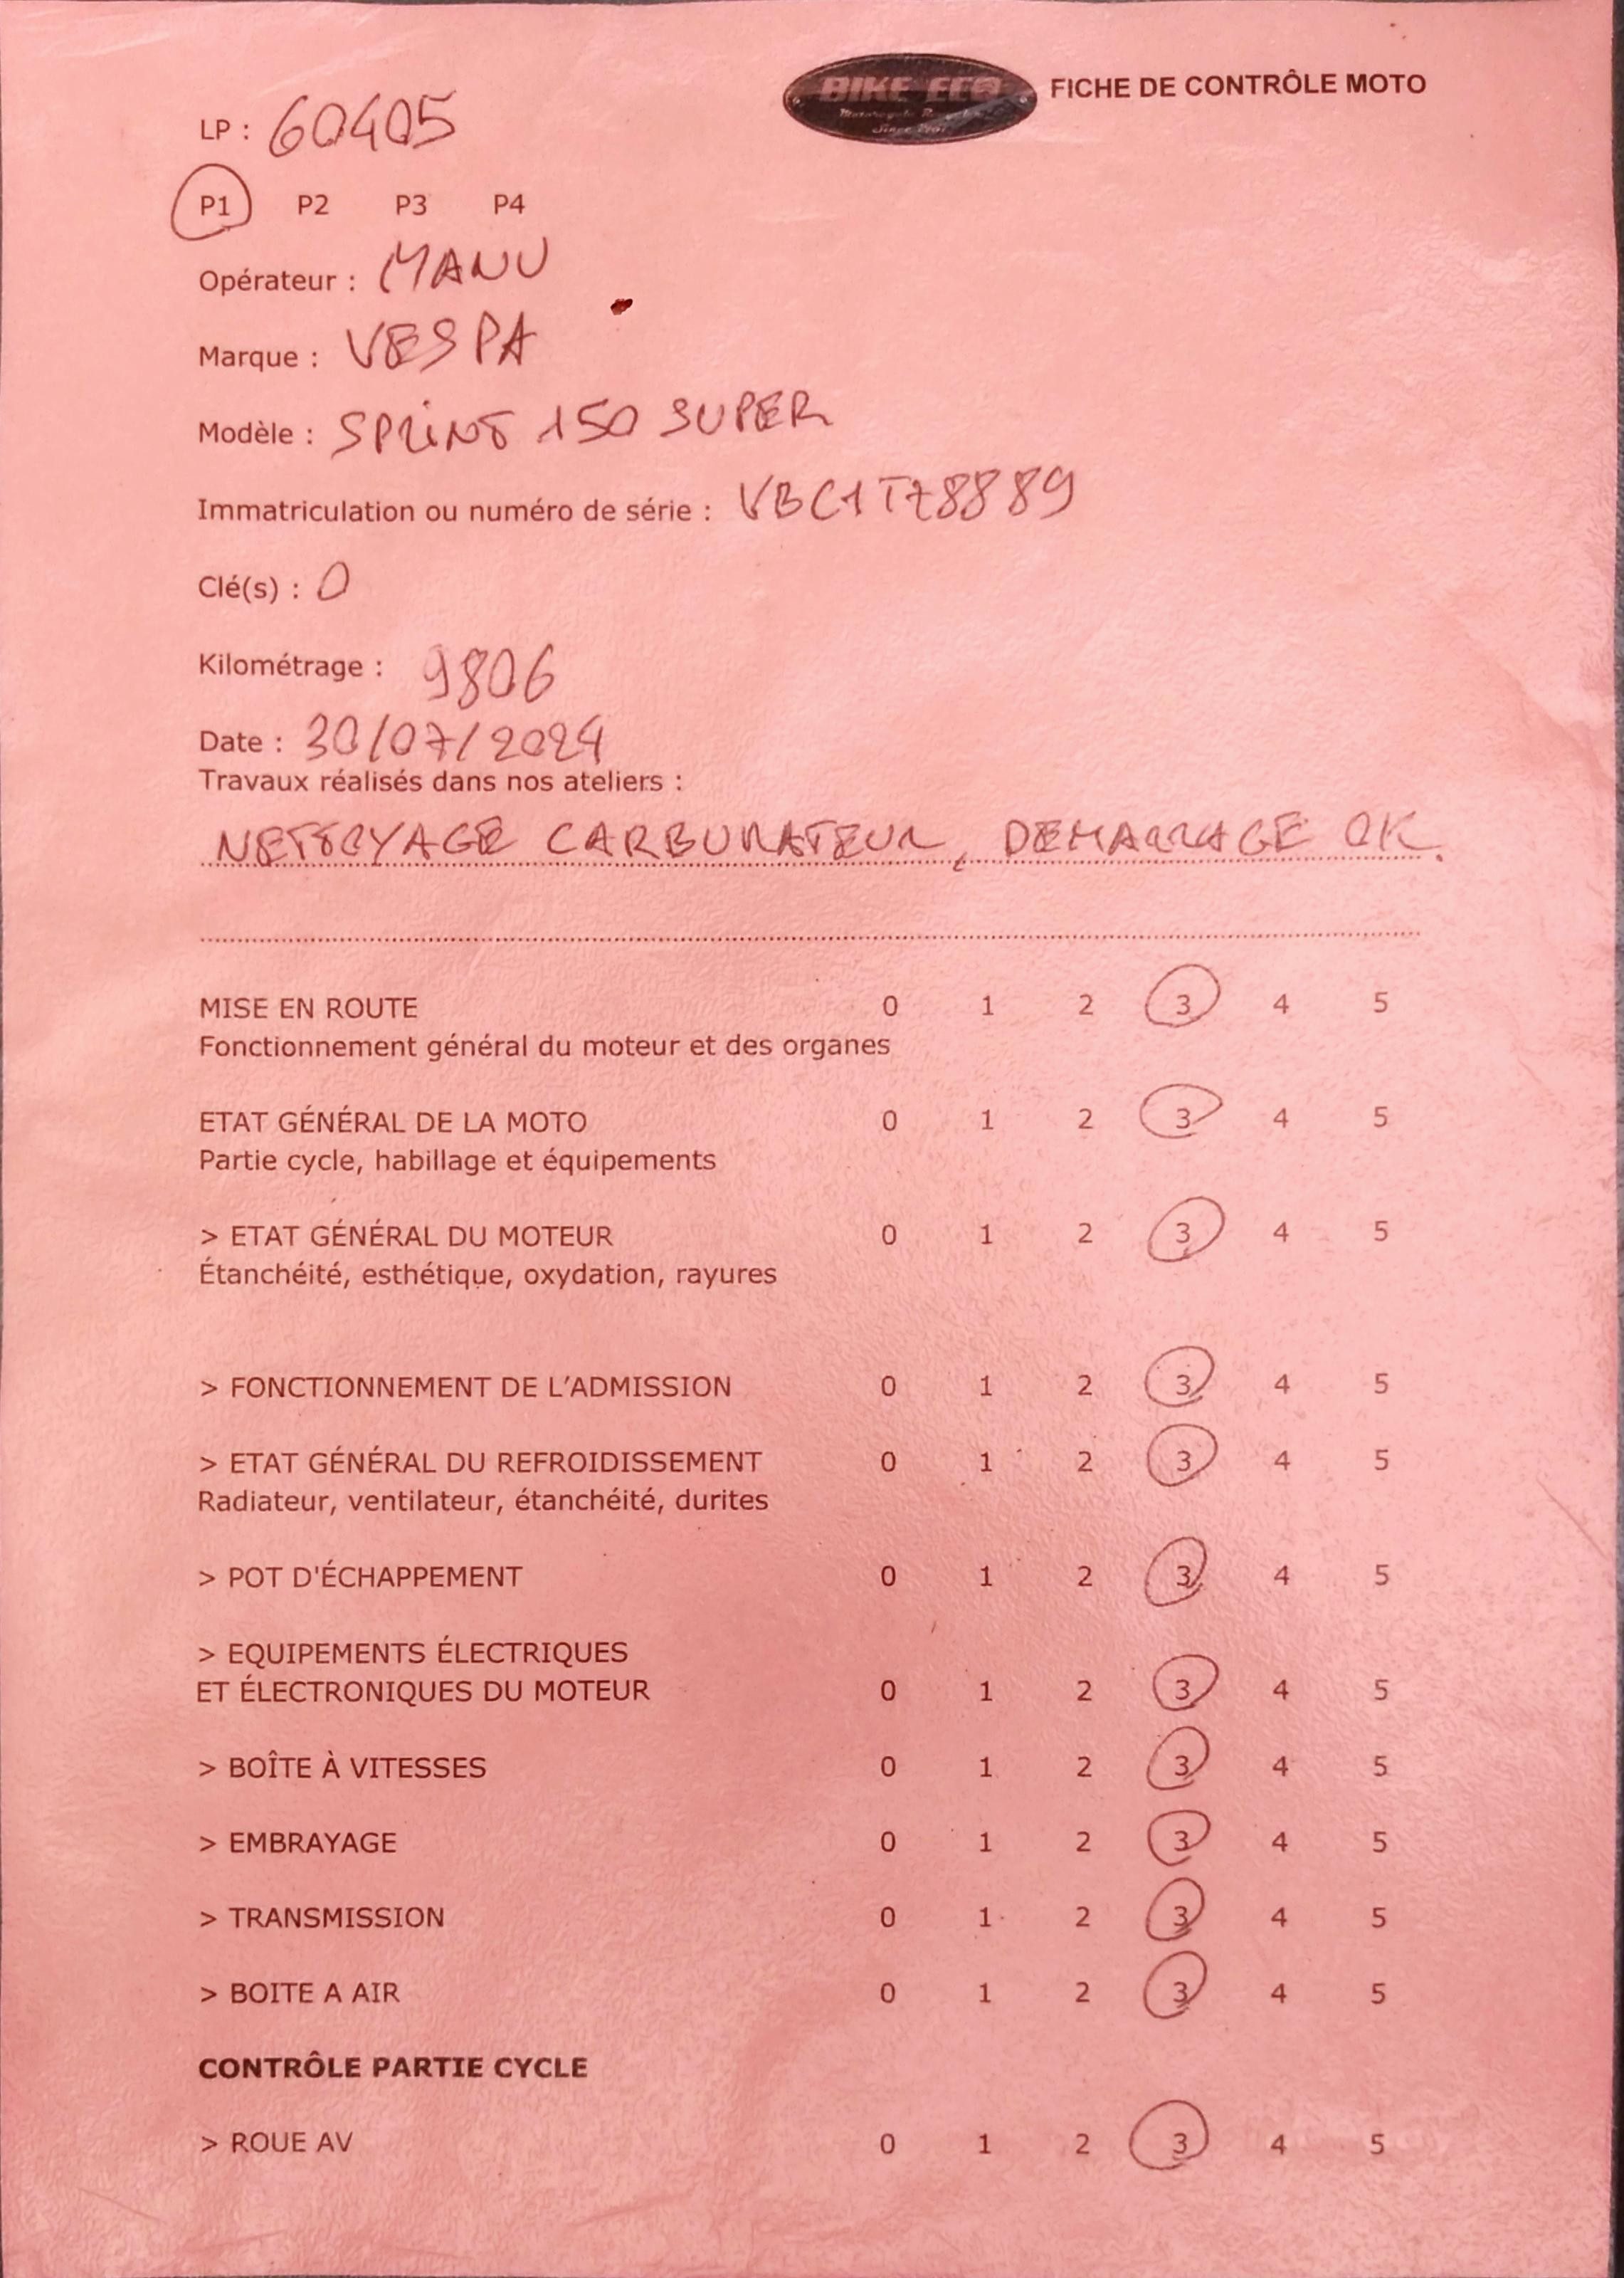 BIKE ECO FICHE DE CONTRÔLE MOTO
Motorcycle Recycler
Since 2007
LP : 60405
P1 P2 P3 P4
Opérateur : MANU
Marque : VESPA
Modèle : SPRINT 150 SUPER
Immatriculation ou numéro de série : VBC1T78889
Clé(s) : 0
Kilométrage : 9806
Date : 30/07/2024
Travaux réalisés dans nos ateliers :
NETTOYAGE CARBURATEUR, DEMARRAGE OK.
MISE EN ROUTE 0 1 2 3 4 5
Fonctionnement général du moteur et des organes
ETAT GÉNÉRAL DE LA MOTO 0 1 2 3 4 5
Partie cycle, habillage et équipements
> ETAT GÉNÉRAL DU MOTEUR 0 1 2 3 4 5
Étanchéité, esthétique, oxydation, rayures
> FONCTIONNEMENT DE L'ADMISSION 0 1 2 3 4 5
> ETAT GÉNÉRAL DU REFROIDISSEMENT 0 1 2 3 4 5
Radiateur, ventilateur, étanchéité, durites
> POT D'ÉCHAPPEMENT 0 1 2 3 4 5
> EQUIPEMENTS ÉLECTRIQUES
ET ÉLECTRONIQUES DU MOTEUR 0 1 2 3 4 5
> BOÎTE À VITESSES 0 1 2 3 4 5
> EMBRAYAGE 0 1 2 3 4 5
> TRANSMISSION 0 1 2 3 4 5
> BOITE A AIR 0 1 2 3 4 5
CONTRÔLE PARTIE CYCLE
> ROUE AV 0 1 2 3 4 5